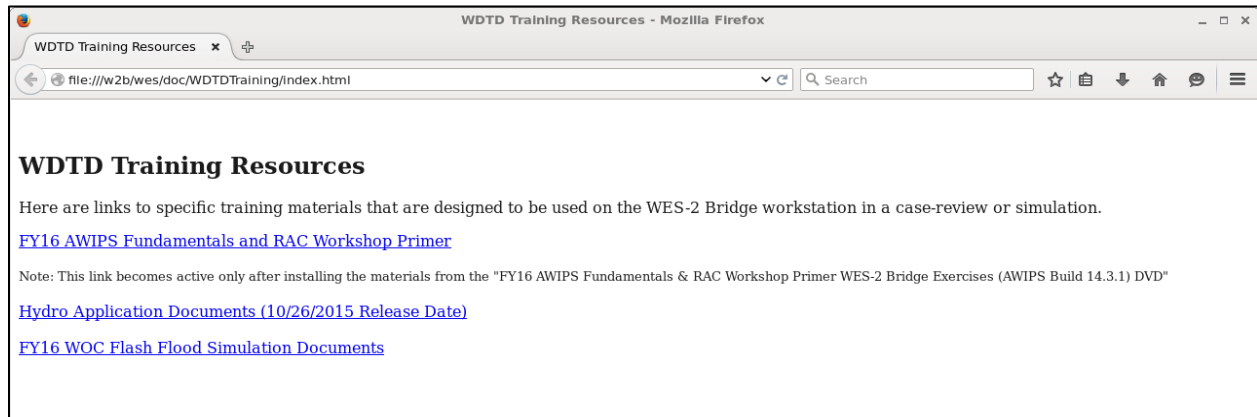 WDTD Training Resources - Mozilla Firefox
WDTD Training Resources
file:///w2b/wes/doc/WDTDTraining/index.html
Search
WDTD Training Resources
Here are links to specific training materials that are designed to be used on the WES-2 Bridge workstation in a case-review or simulation.
FY16 AWIPS Fundamentals and RAC Workshop Primer
Note: This link becomes active only after installing the materials from the "FY16 AWIPS Fundamentals & RAC Workshop Primer WES-2 Bridge Exercises (AWIPS Build 14.3.1) DVD"
Hydro Application Documents (10/26/2015 Release Date)
FY16 WOC Flash Flood Simulation Documents